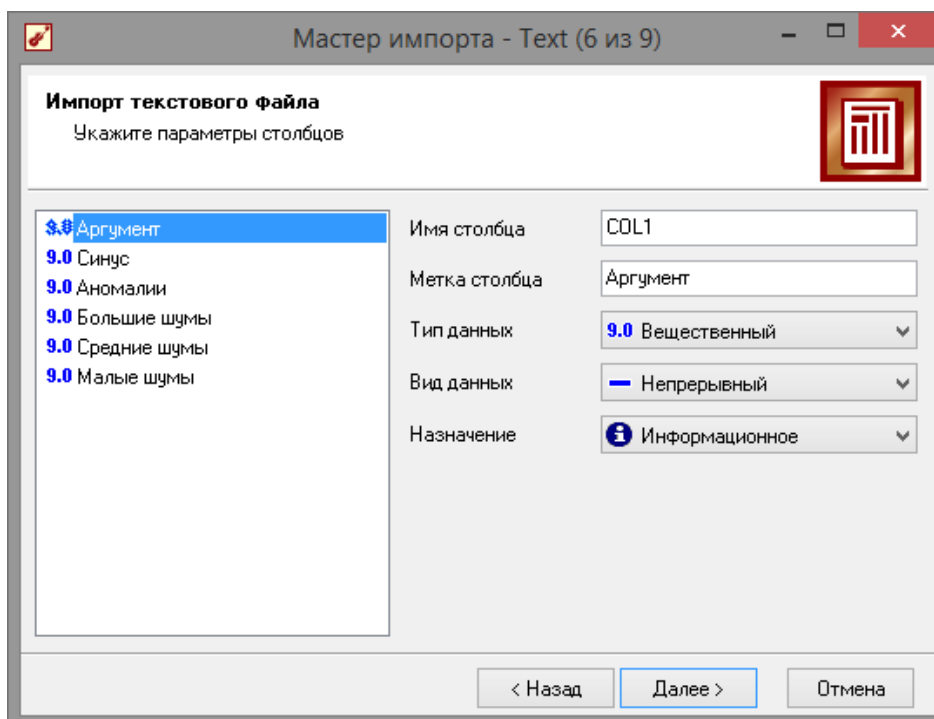 Мастер импорта - Text (6 из 9)
Импорт текстового файла
Укажите параметры столбцов
Аргумент
9.0 Синус
9.0 Аномалии
9.0 Большие шумы
9.0 Средние шумы
9.0 Малые шумы
Имя столбца COL1
Метка столбца Аргумент
Тип данных 9.0 Вещественный
Вид данных Непрерывный
Назначение Информационное
< Назад Далее > Отмена